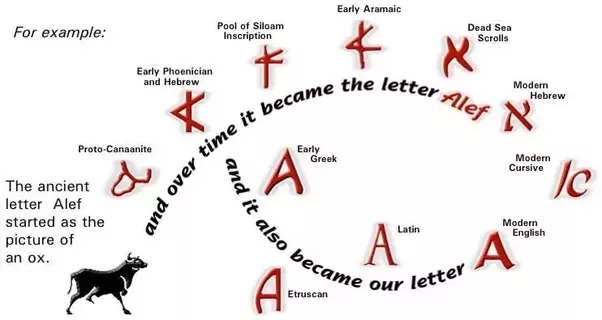 For example:
Early Aramaic
Pool of Siloam
Inscription
Dead Sea
Scrolls
Early Phoenician
and Hebrew
Modern
Hebrew
Proto-Canaanite
and over time it became the letter Alef
Early
Greek
Modern
Cursive
The ancient
letter Alef
started as the
picture of
an ox.
and it also became our letter
Latin
Modern
English
Etruscan
א
A
A
A
A